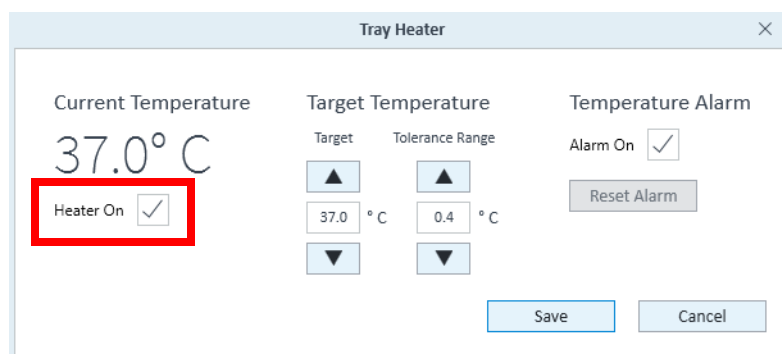 Tray Heater
Current Temperature
37.0° C
Heater On
Target Temperature
Target Tolerance Range
37.0 ° C 0.4 ° C
Temperature Alarm
Alarm On
Reset Alarm
Save Cancel